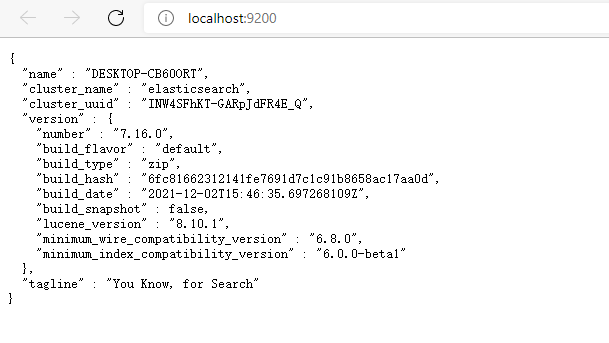 localhost:9200
{
  "name" : "DESKTOP-CB60ORT",
  "cluster_name" : "elasticsearch",
  "cluster_uuid" : "INW4SFhKT-GARpJdFR4E_Q",
  "version" : {
    "number" : "7.16.0",
    "build_flavor" : "default",
    "build_type" : "zip",
    "build_hash" : "6fc81662312141fe7691d7c1c91b8658ac17aa0d",
    "build_date" : "2021-12-02T15:46:35.697268109Z",
    "build_snapshot" : false,
    "lucene_version" : "8.10.1",
    "minimum_wire_compatibility_version" : "6.8.0",
    "minimum_index_compatibility_version" : "6.0.0-beta1"
  },
  "tagline" : "You Know, for Search"
}